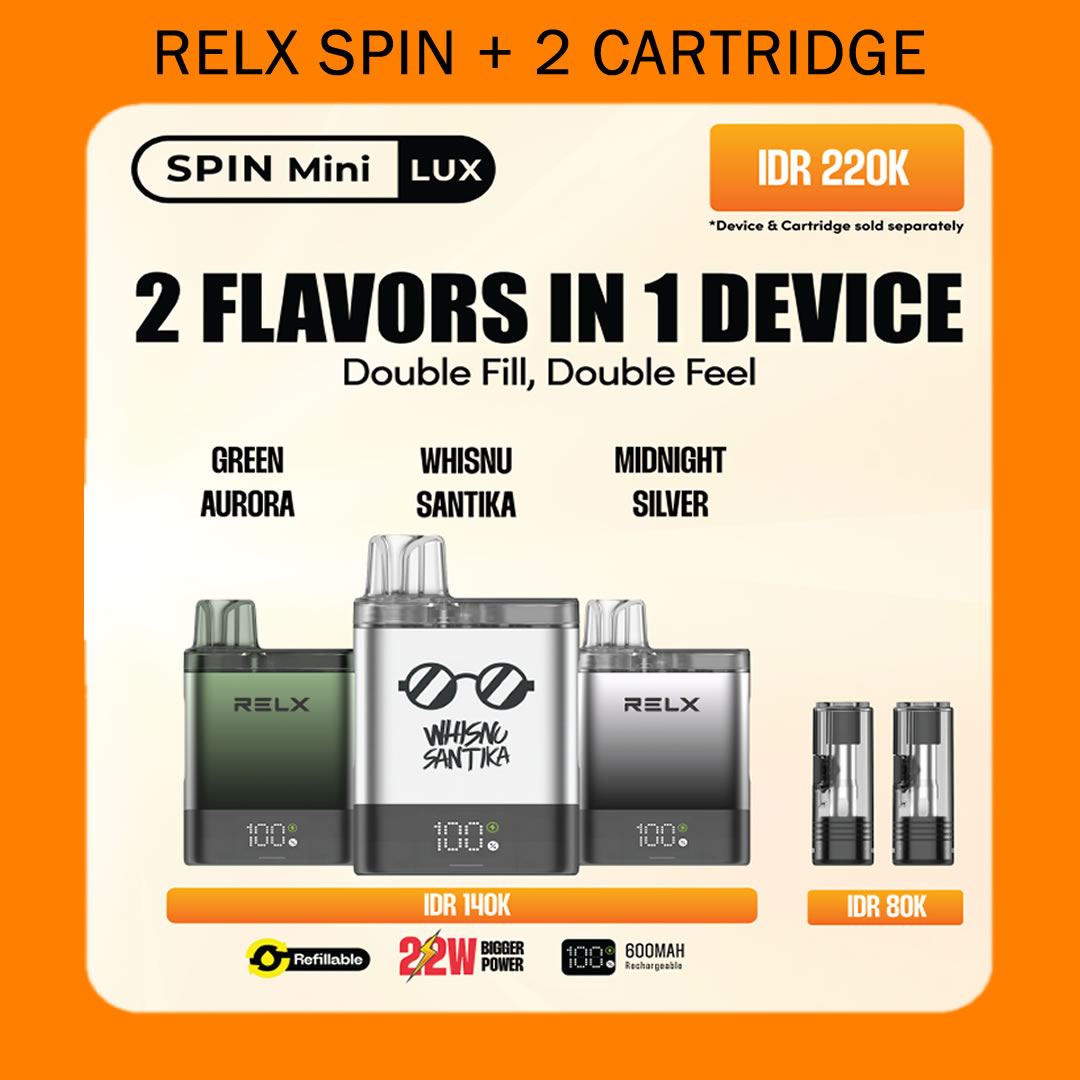 RELX SPIN + 2 CARTRIDGE
SPIN Mini LUX
IDR 220K
*Device & Cartridge sold separately
2 FLAVORS IN 1 DEVICE
Double Fill, Double Feel
GREEN
AURORA
WHISNU
SANTIKA
MIDNIGHT
SILVER
RELX
100
WHISNU
SANTIKA
100
RELX
100
IDR 140K
IDR 80K
Refillable
22W BIGGER
POWER
100
600MAH
Rechargeable